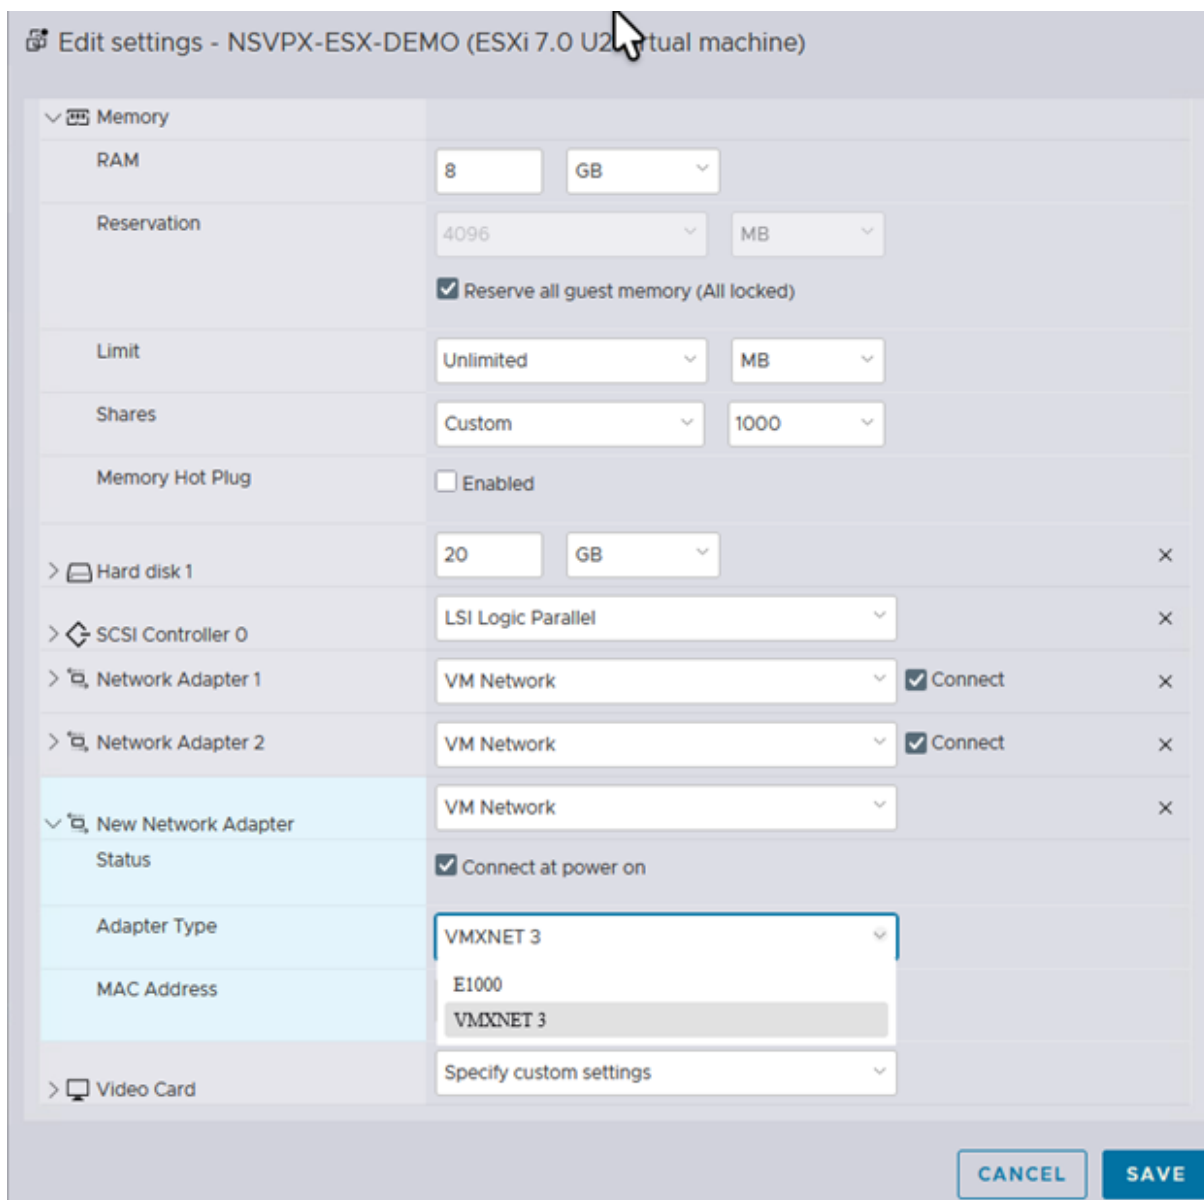 Edit settings - NSVPX-ESX-DEMO (ESXi 7.0 U2 virtual machine)
Memory
RAM 8 GB
Reservation 4096 MB
Reserve all guest memory (All locked)
Limit Unlimited MB
Shares Custom 1000
Memory Hot Plug Enabled
Hard disk 1 20 GB
SCSI Controller 0 LSI Logic Parallel
Network Adapter 1 VM Network Connect
Network Adapter 2 VM Network Connect
New Network Adapter VM Network
Status Connect at power on
Adapter Type VMXNET 3
E1000
MAC Address
VMXNET 3
Video Card Specify custom settings
CANCEL SAVE